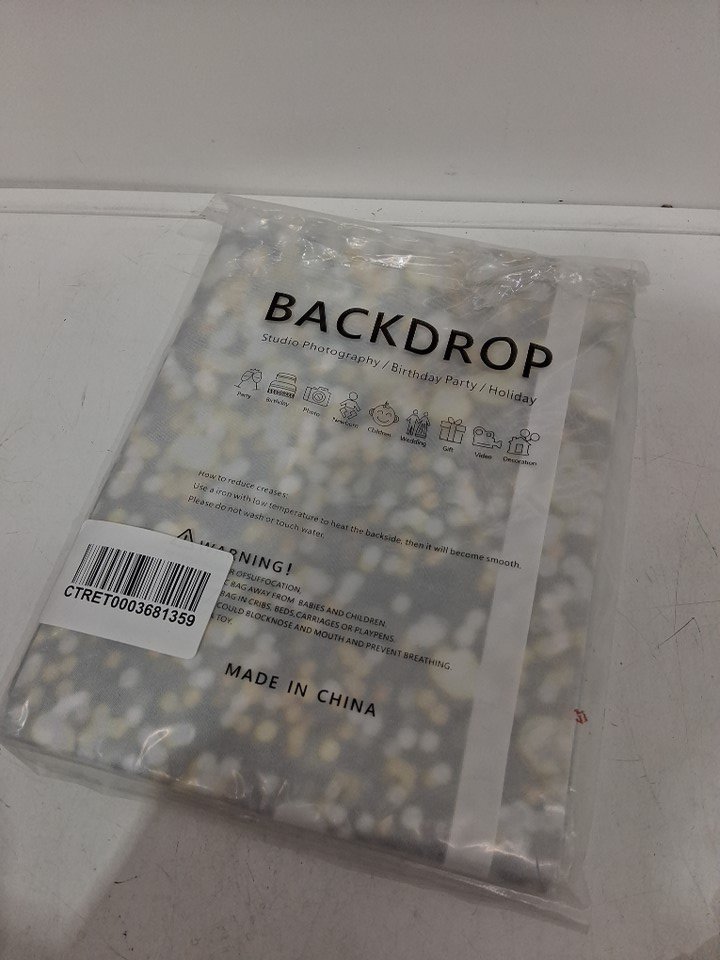 BACKDROP
Studio Photography / Birthday Party / Holiday
Party Birthday Photo Newborn Children Wedding Gift Video Decoration
How to reduce creases:
Use a iron with low temperature to heat the backside, then it will become smooth.
Please do not wash or touch water.
WARNING!
OFSUFFOCATION,
BAG AWAY FROM BABIES AND CHILDREN.
BAG IN CRIBS, BEDS,CARRIAGES OR PLAYPENS.
COULD BLOCKNOSE AND MOUTH AND PREVENT BREATHING.
TOY.
CTRET0003681359
MADE IN CHINA